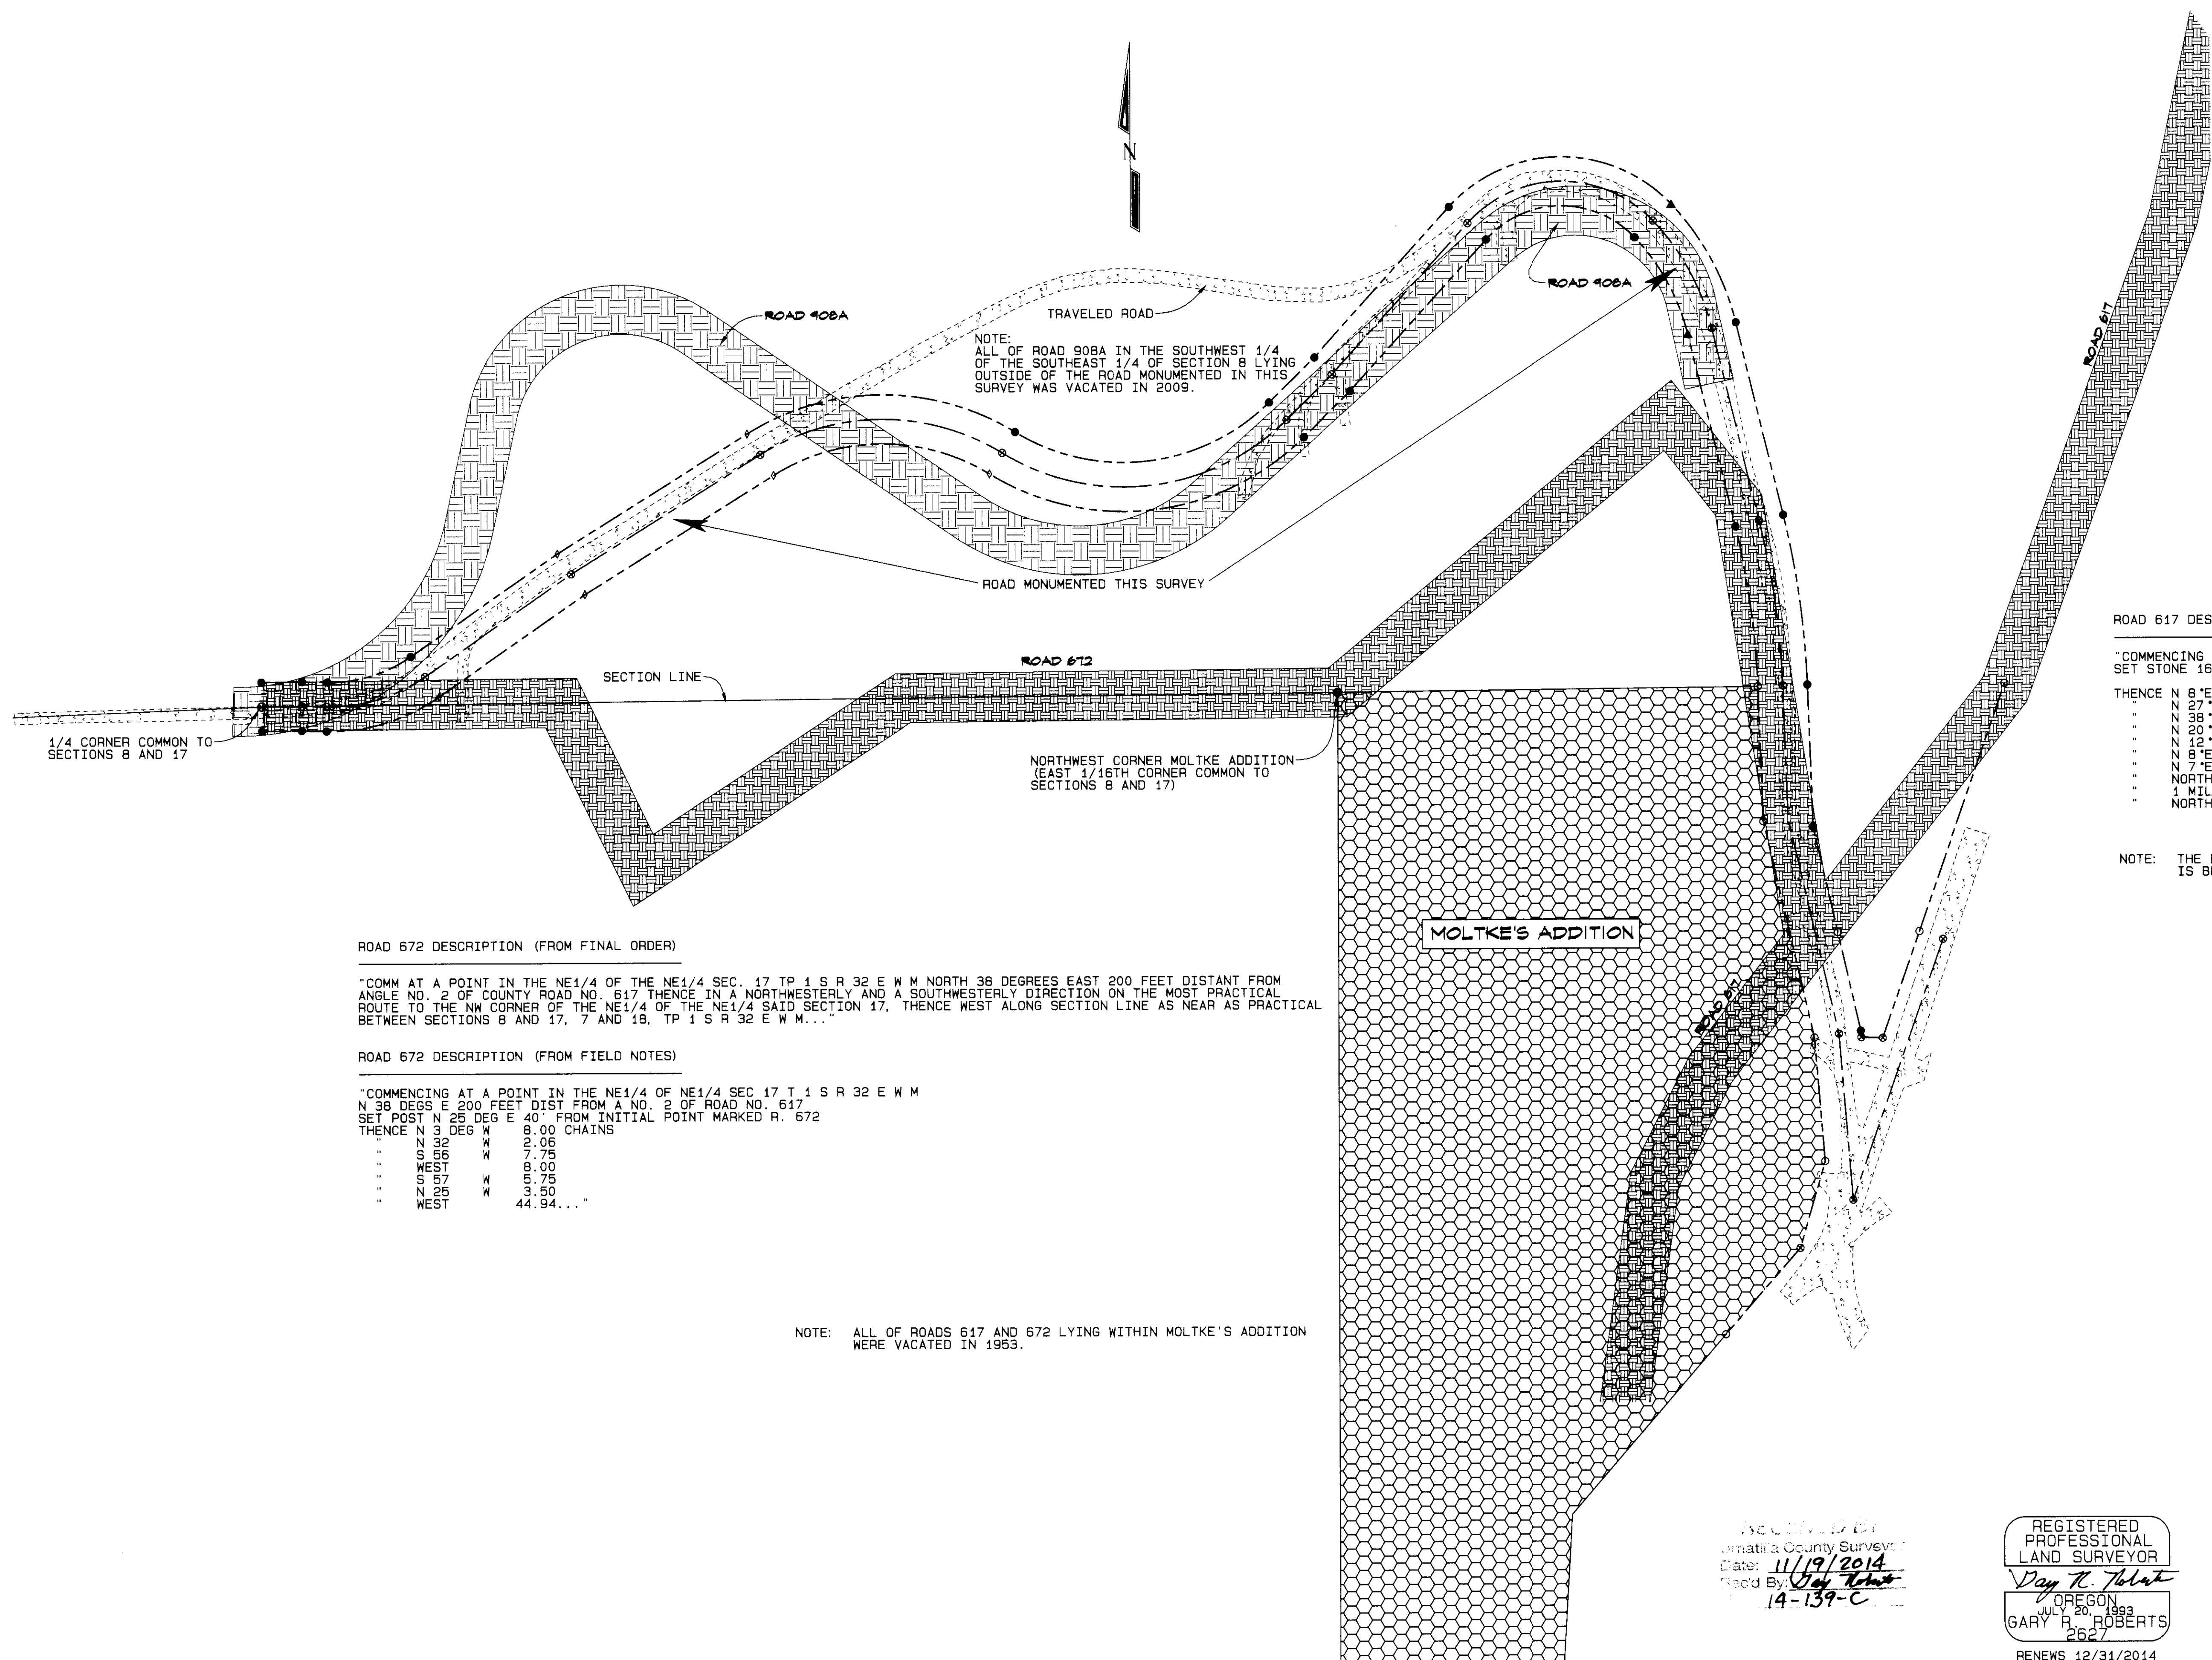 N
ROAD 908A
TRAVELED ROAD
NOTE:
ALL OF ROAD 908A IN THE SOUTHWEST 1/4
OF THE SOUTHEAST 1/4 OF SECTION 8 LYING
OUTSIDE OF THE ROAD MONUMENTED IN THIS
SURVEY WAS VACATED IN 2009.
ROAD 908A
ROAD 617
ROAD MONUMENTED THIS SURVEY
ROAD 672
SECTION LINE
1/4 CORNER COMMON TO
SECTIONS 8 AND 17
NORTHWEST CORNER MOLTKE ADDITION
(EAST 1/16TH CORNER COMMON TO
SECTIONS 8 AND 17)
ROAD 617 DES
"COMMENCING
SET STONE 16
THENCE N 8°E
" N 27°
" N 38°
" N 20°
" N 12°
" N 8°E
" N 7°E
" NORTH
" 1 MIL
" NORTH
NOTE: THE
IS B
MOLTKE'S ADDITION
ROAD 617
ROAD 672 DESCRIPTION (FROM FINAL ORDER)
"COMM AT A POINT IN THE NE1/4 OF THE NE1/4 SEC. 17 TP 1 S R 32 E W M NORTH 38 DEGREES EAST 200 FEET DISTANT FROM
ANGLE NO. 2 OF COUNTY ROAD NO. 617 THENCE IN A NORTHWESTERLY AND A SOUTHWESTERLY DIRECTION ON THE MOST PRACTICAL
ROUTE TO THE NW CORNER OF THE NE1/4 OF THE NE1/4 SAID SECTION 17, THENCE WEST ALONG SECTION LINE AS NEAR AS PRACTICAL
BETWEEN SECTIONS 8 AND 17, 7 AND 18, TP 1 S R 32 E W M..."
ROAD 672 DESCRIPTION (FROM FIELD NOTES)
"COMMENCING AT A POINT IN THE NE1/4 OF NE1/4 SEC 17 T 1 S R 32 E W M
N 38 DEGS E 200 FEET DIST FROM A NO. 2 OF ROAD NO. 617
SET POST N 25 DEG E 40' FROM INITIAL POINT MARKED R. 672
THENCE N 3 DEG W 8.00 CHAINS
" N 32 W 2.06
" S 56 W 7.75
" WEST 8.00
" S 57 W 5.75
" N 25 W 3.50
" WEST 44.94..."
NOTE: ALL OF ROADS 617 AND 672 LYING WITHIN MOLTKE'S ADDITION
WERE VACATED IN 1953.
County Surveyor
Date: 11/19/2014
Rec'd By:
14-139-C
REGISTERED
PROFESSIONAL
LAND SURVEYOR
OREGON
JULY 20, 1993
GARY R. ROBERTS
2627
RENEWS 12/31/2014